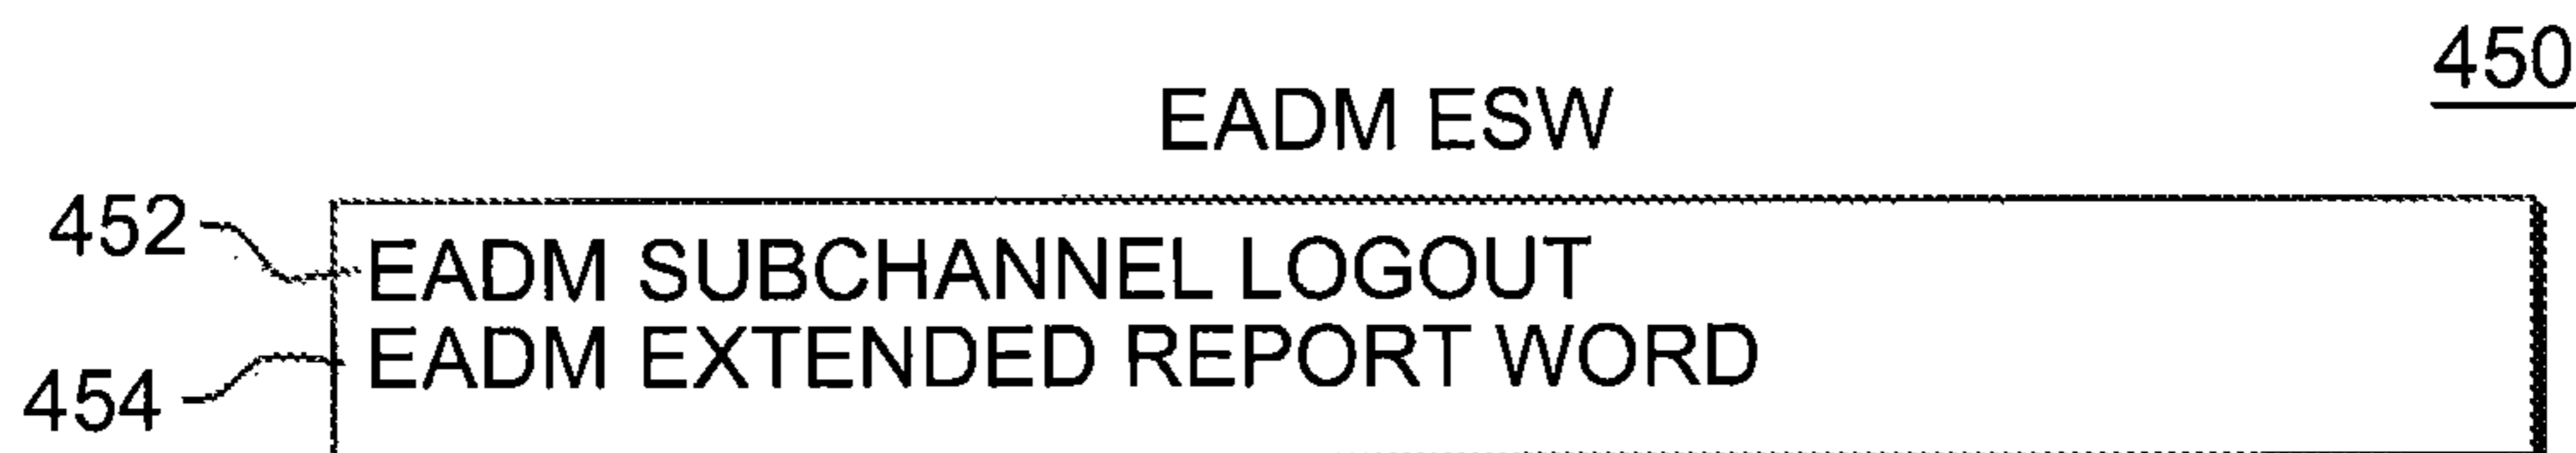 450
EADM ESW
452
EADM SUBCHANNEL LOGOUT
EADM EXTENDED REPORT WORD
454